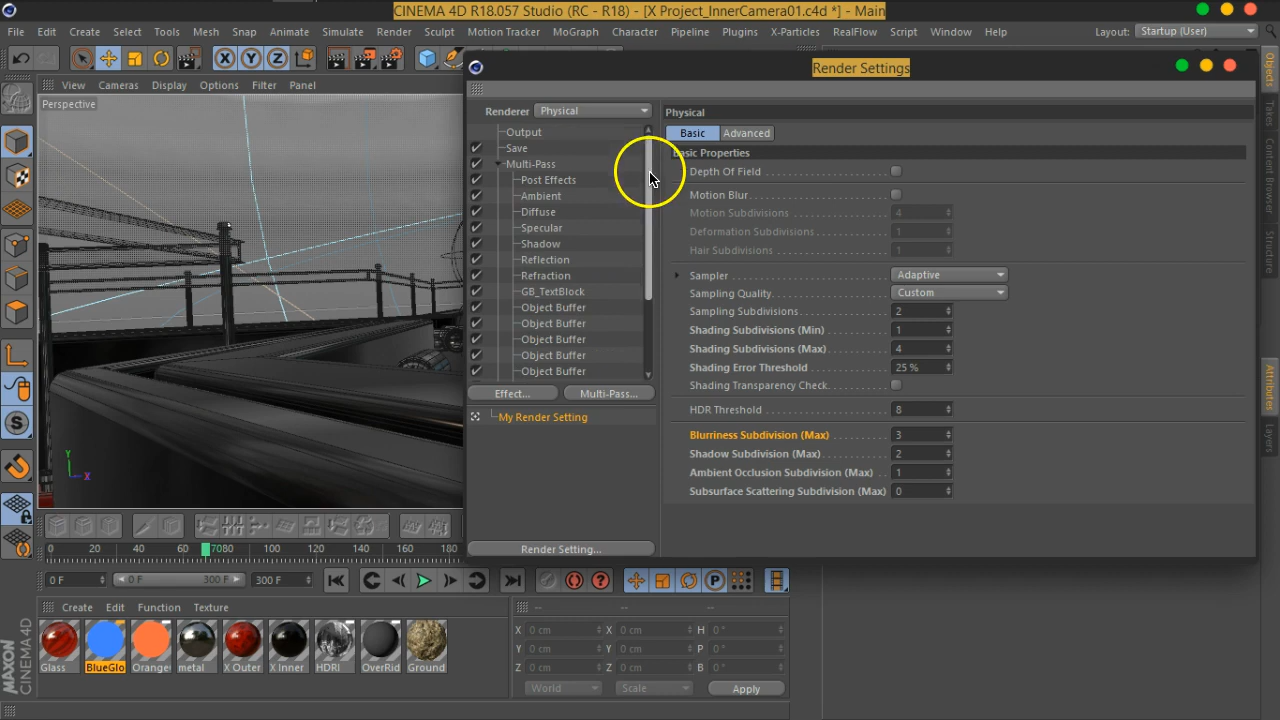 CINEMA 4D R18.057 Studio (RC - R18) - [X Project_InnerCamera01.c4d *] - Main
File Edit Create Select Tools Mesh Snap Animate Simulate Render Sculpt Motion Tracker MoGraph Character Pipeline Plugins X-Particles RealFlow Script Window Help Layout: Startup (User)
X Y Z
View Cameras Display Options Filter Panel
Perspective
Y
X
Render Settings
Renderer Physical
Output
Save
Multi-Pass
Post Effects
Ambient
Diffuse
Specular
Shadow
Reflection
Refraction
GB_TextBlock
Object Buffer
Object Buffer
Object Buffer
Object Buffer
Object Buffer
Effect... Multi-Pass...
My Render Setting
Render Setting...
Physical
Basic Advanced
Basic Properties
Depth Of Field
Motion Blur
Motion Subdivisions 4
Deformation Subdivisions 1
Hair Subdivisions 1
Sampler Adaptive
Sampling Quality Custom
Sampling Subdivisions 2
Shading Subdivisions (Min) 1
Shading Subdivisions (Max) 4
Shading Error Threshold 25 %
Shading Transparency Check
HDR Threshold 8
Blurriness Subdivision (Max) 3
Shadow Subdivision (Max) 2
Ambient Occlusion Subdivision (Max) 1
Subsurface Scattering Subdivision (Max) 0
Objects
Takes
Content Browser
Structure
Attributes
Layers
0 20 40 60 7080 100 120 140 160 180
0 F 0 F 300 F 300 F
Create Edit Function Texture
Glass BlueGlo Orange metal X Outer X Inner HDRI OverRid Ground
-- -- --
X 0 cm X 0 cm H 0 °
Y 0 cm Y 0 cm P 0 °
Z 0 cm Z 0 cm B 0 °
World Scale Apply
MAXON
CINEMA 4D